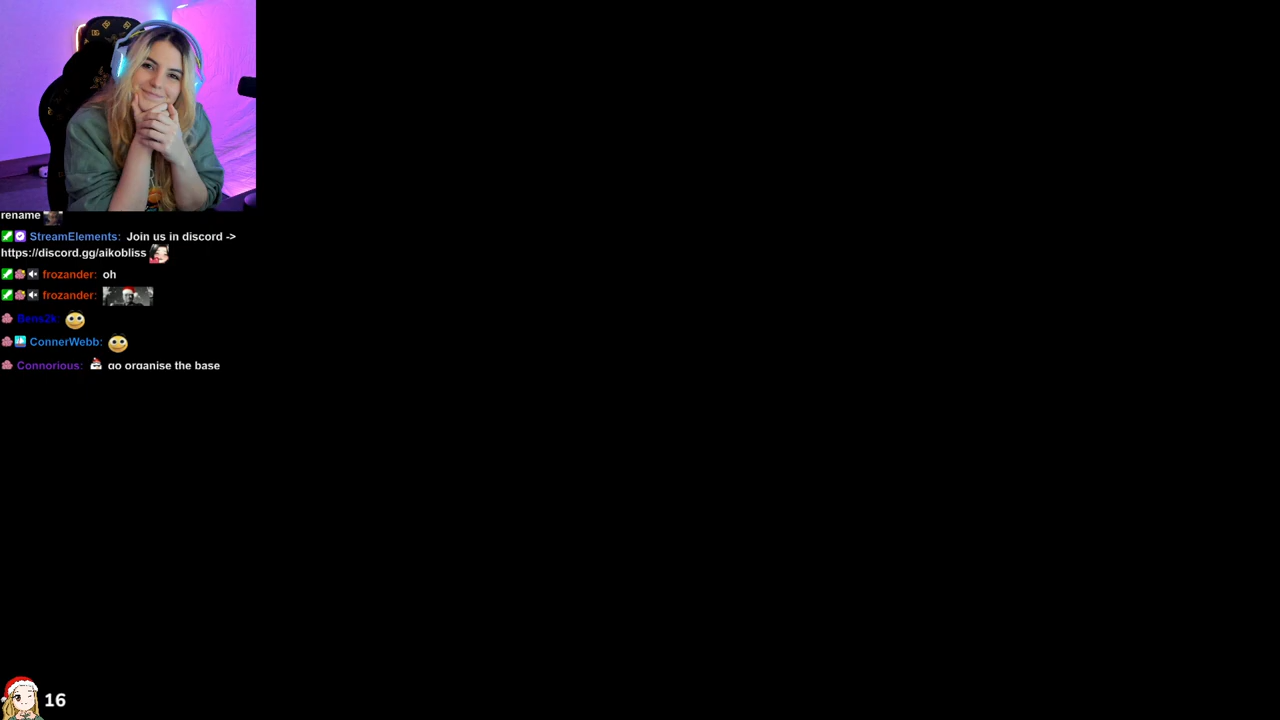 rename
StreamElements: Join us in discord ->
https://discord.gg/aikobliss
frozander: oh
frozander:
Bens2k:
ConnerWebb:
Connorious: go organise the base
16